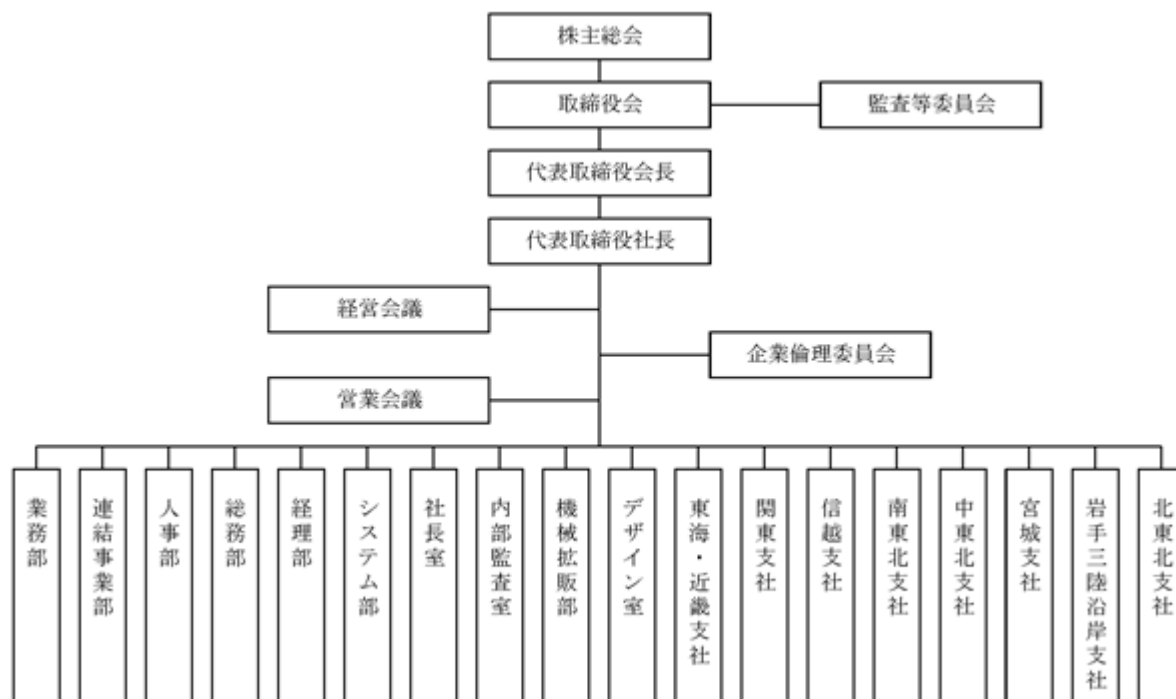 株主総会
取締役会
監査等委員会
代表取締役会長
代表取締役社長
経営会議
企業倫理委員会
営業会議
業務部
連結事業部
人事部
総務部
経理部
システム部
社長室
内部監査室
機械拡販部
デザイン室
東海・近畿支社
関東支社
信越支社
南東北支社
中東北支社
宮城支社
岩手三陸沿岸支社
北東北支社